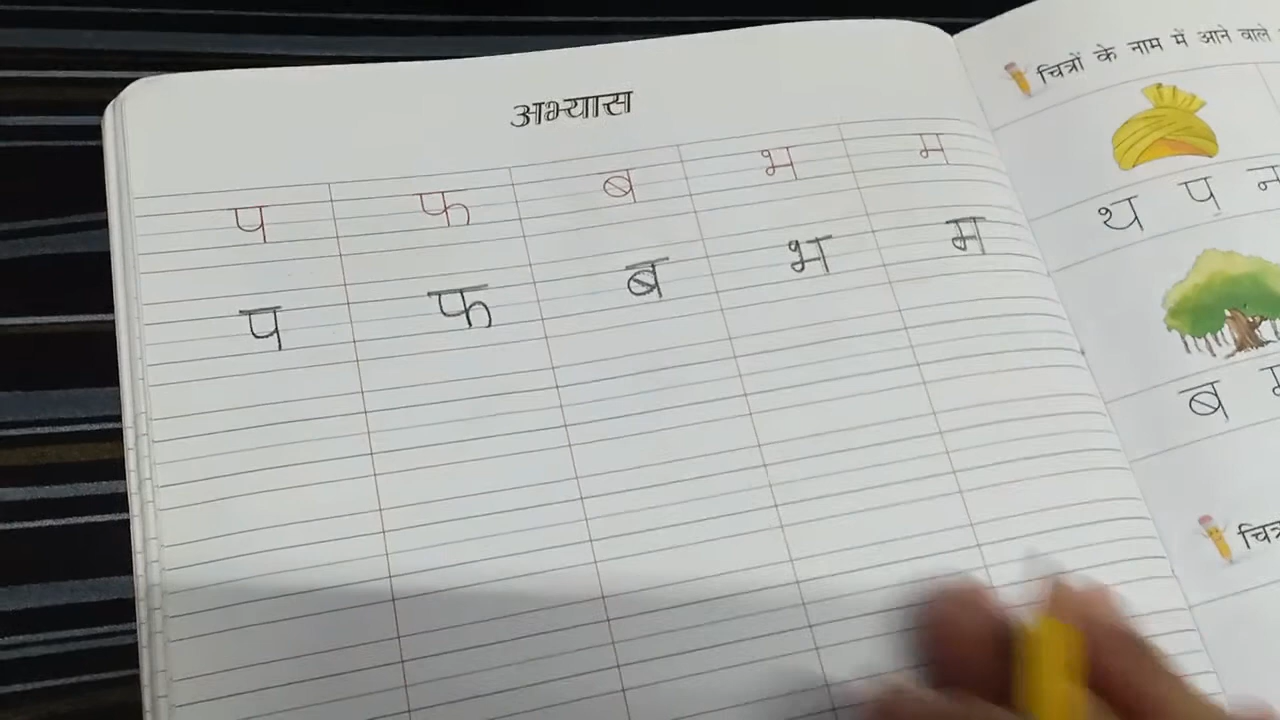 अभ्यास
प फ ब भ म
प फ ब भ म
चित्रों के नाम में आने वाले
थ प न
ब